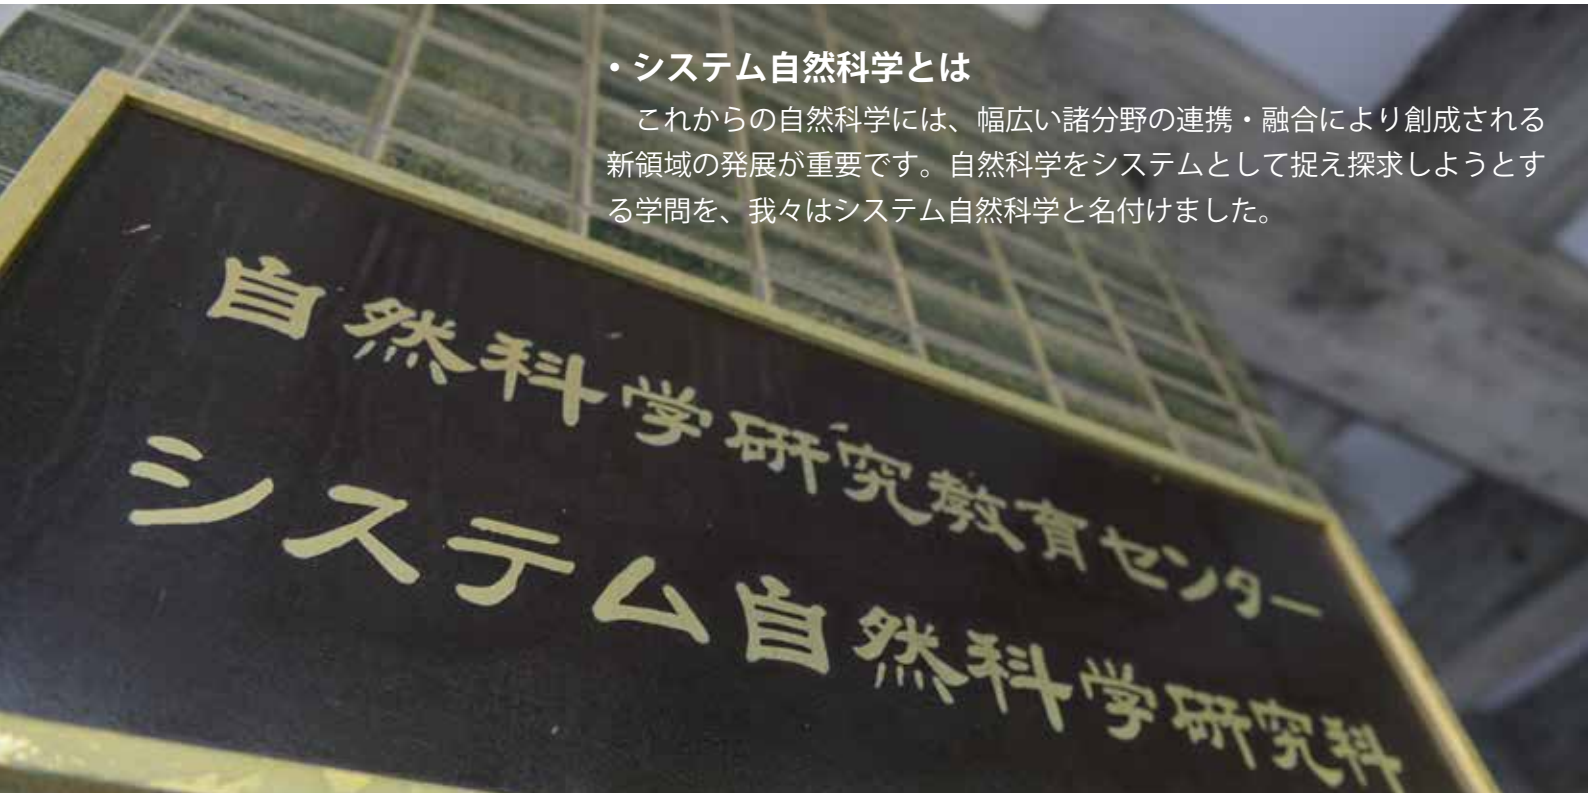 ・システム自然科学とは
これからの自然科学には、幅広い諸分野の連携・融合により創成される
新領域の発展が重要です。自然科学をシステムとして捉え探求しようとす
る学問を、我々はシステム自然科学と名付けました。
自然科学研究教育センター
システム自然科学研究科